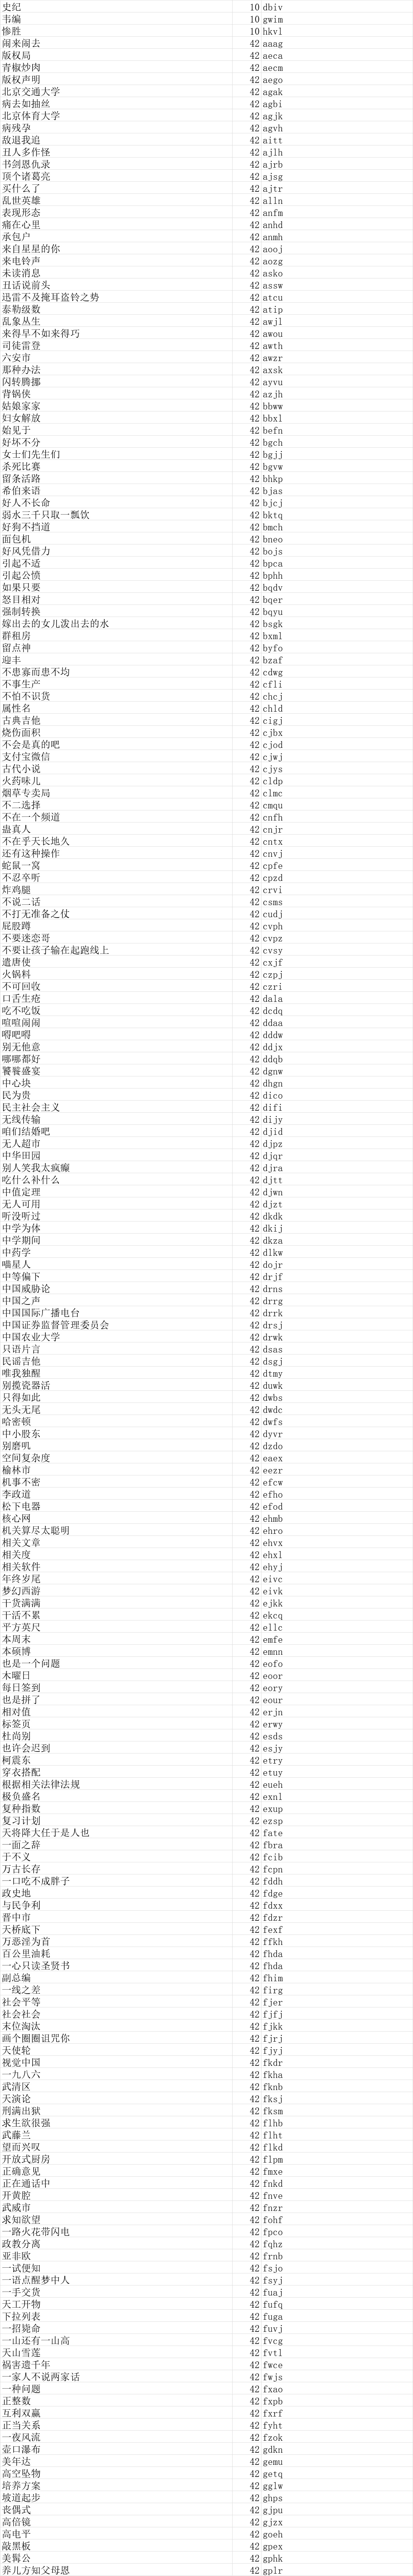 史纪 10 dbiv
韦编 10 gwim
惨胜 10 hkvl
闹来闹去 42 aaag
版权局 42 aeca
青椒炒肉 42 aecm
版权声明 42 aego
北京交通大学 42 agak
病去如抽丝 42 agbi
北京体育大学 42 agjk
病残孕 42 agvh
敌退我追 42 aitt
丑人多作怪 42 ajlh
书剑恩仇录 42 ajrb
顶个诸葛亮 42 ajsg
买什么了 42 ajtr
乱世英雄 42 alln
表现形态 42 anfm
痛在心里 42 anhd
承包户 42 anmh
来自星星的你 42 aooj
来电铃声 42 aozg
未读消息 42 asko
丑话说前头 42 assw
迅雷不及掩耳盗铃之势 42 atcu
泰勒级数 42 atip
乱象丛生 42 awjl
来得早不如来得巧 42 awou
司徒雷登 42 awth
六安市 42 awzr
那种办法 42 axsk
闪转腾挪 42 ayvu
背锅侠 42 azjh
姑娘家家 42 bbww
妇女解放 42 bbxl
始见于 42 befn
好坏不分 42 bgch
女士们先生们 42 bgjj
杀死比赛 42 bgvw
留条活路 42 bhkp
希伯来语 42 bjas
好人不长命 42 bjcj
弱水三千只取一瓢饮 42 bktq
好狗不挡道 42 bmch
面包机 42 bneo
好风凭借力 42 bojs
引起不适 42 bpca
引起公愤 42 bphh
如果只要 42 bqdv
怒目相对 42 bqer
强制转换 42 bqyu
嫁出去的女儿泼出去的水 42 bsgk
群租房 42 bxml
留点神 42 byfo
迎丰 42 bzaf
不患寡而患不均 42 cdwg
不事生产 42 cfli
不怕不识货 42 chcj
属性名 42 chld
古典吉他 42 cigj
烧伤面积 42 cjbx
不会是真的吧 42 cjod
支付宝微信 42 cjwj
古代小说 42 cjys
火药味儿 42 cldp
烟草专卖局 42 clmc
不二选择 42 cmqu
不在一个频道 42 cnfh
蛊真人 42 cnjr
不在乎天长地久 42 cntx
还有这种操作 42 cnvj
蛇鼠一窝 42 cpfe
不忍卒听 42 cpzd
炸鸡腿 42 crvi
不说二话 42 csms
不打无准备之仗 42 cudj
屁股蹲 42 cvph
不要迷恋哥 42 cvpz
不要让孩子输在起跑线上 42 cvsy
遣唐使 42 cxjf
火锅料 42 czpj
不可回收 42 czri
口舌生疮 42 dala
吃不吃饭 42 dcdq
喧喧闹闹 42 ddaa
嘚吧嘚 42 dddw
别无他意 42 ddjx
哪哪都好 42 ddqb
饕餮盛宴 42 dgnw
中心块 42 dhgn
民为贵 42 dico
民主社会主义 42 difi
无线传输 42 dijy
咱们结婚吧 42 djid
无人超市 42 djpz
中华田园 42 djqr
别人笑我太疯癫 42 djra
吃什么补什么 42 djtt
中值定理 42 djwn
无人可用 42 djzt
听没听过 42 dkdk
中学为体 42 dkij
中学期间 42 dkza
中药学 42 dlkw
喵星人 42 dojr
中等偏下 42 drjf
中国威胁论 42 drns
中国之声 42 drrg
中国国际广播电台 42 drrk
中国证券监督管理委员会 42 drsj
中国农业大学 42 drwk
只语片言 42 dsas
民谣吉他 42 dsgj
唯我独醒 42 dtmy
别揽瓷器活 42 duwk
只得如此 42 dwbs
无头无尾 42 dwdc
哈密顿 42 dwfs
中小股东 42 dyvr
别磨叽 42 dzdo
空间复杂度 42 eaex
榆林市 42 eezr
机事不密 42 efcw
李政道 42 efho
松下电器 42 efod
核心网 42 ehmb
机关算尽太聪明 42 ehro
相关文章 42 ehvx
相关度 42 ehxl
相关软件 42 ehyj
年终岁尾 42 eivc
梦幻西游 42 eivk
干货满满 42 ejkk
干活不累 42 ekcq
平方英尺 42 ellc
本周末 42 emfe
本硕博 42 emnn
也是一个问题 42 eofo
木曜日 42 eoor
每日签到 42 eory
也是拼了 42 eour
相对值 42 erjn
标签页 42 erwy
杜尚别 42 esds
也许会迟到 42 esjy
柯震东 42 etry
穿衣搭配 42 etuy
根据相关法律法规 42 eueh
极负盛名 42 exnl
复种指数 42 exup
复习计划 42 ezsp
天将降大任于是人也 42 fate
一面之辞 42 fbra
于不义 42 fcib
万古长存 42 fcpn
一口吃不成胖子 42 fddh
政史地 42 fdge
与民争利 42 fdxx
晋中市 42 fdzr
天桥底下 42 fexf
万恶淫为首 42 ffkh
百公里油耗 42 fhda
一心只读圣贤书 42 fhda
副总编 42 fhim
一线之差 42 firg
社会平等 42 fjer
社会社会 42 fjfj
末位淘汰 42 fjkk
画个圈圈诅咒你 42 fjrj
天使轮 42 fjyj
视觉中国 42 fkdr
一九八六 42 fkha
武清区 42 fknb
天演论 42 fksj
刑满出狱 42 fksm
求生欲很强 42 flhb
武藤兰 42 flht
望而兴叹 42 flkd
开放式厨房 42 flpm
正确意见 42 fmxe
正在通话中 42 fnkd
开黄腔 42 fnve
武威市 42 fnzr
求知欲望 42 fohf
一路火花带闪电 42 fpco
政教分离 42 fqhz
亚非欧 42 frnb
一试便知 42 fsjo
一语点醒梦中人 42 fsyj
一手交货 42 fuaj
天工开物 42 fufq
下拉列表 42 fuga
一招毙命 42 fuvj
一山还有一山高 42 fvcg
天山雪莲 42 fvtl
祸害遗千年 42 fwce
一家人不说两家话 42 fwjs
一种问题 42 fxao
正整数 42 fxpb
互利双赢 42 fxrf
正当关系 42 fyht
一夜风流 42 fzok
壶口瀑布 42 gdkn
美年达 42 gemu
高空坠物 42 getq
培养方案 42 gglw
坡道起步 42 ghps
丧偶式 42 gjpu
高倍镜 42 gjzx
高电平 42 goeh
敲黑板 42 gpex
美髯公 42 gphk
养儿方知父母恩 42 gplr